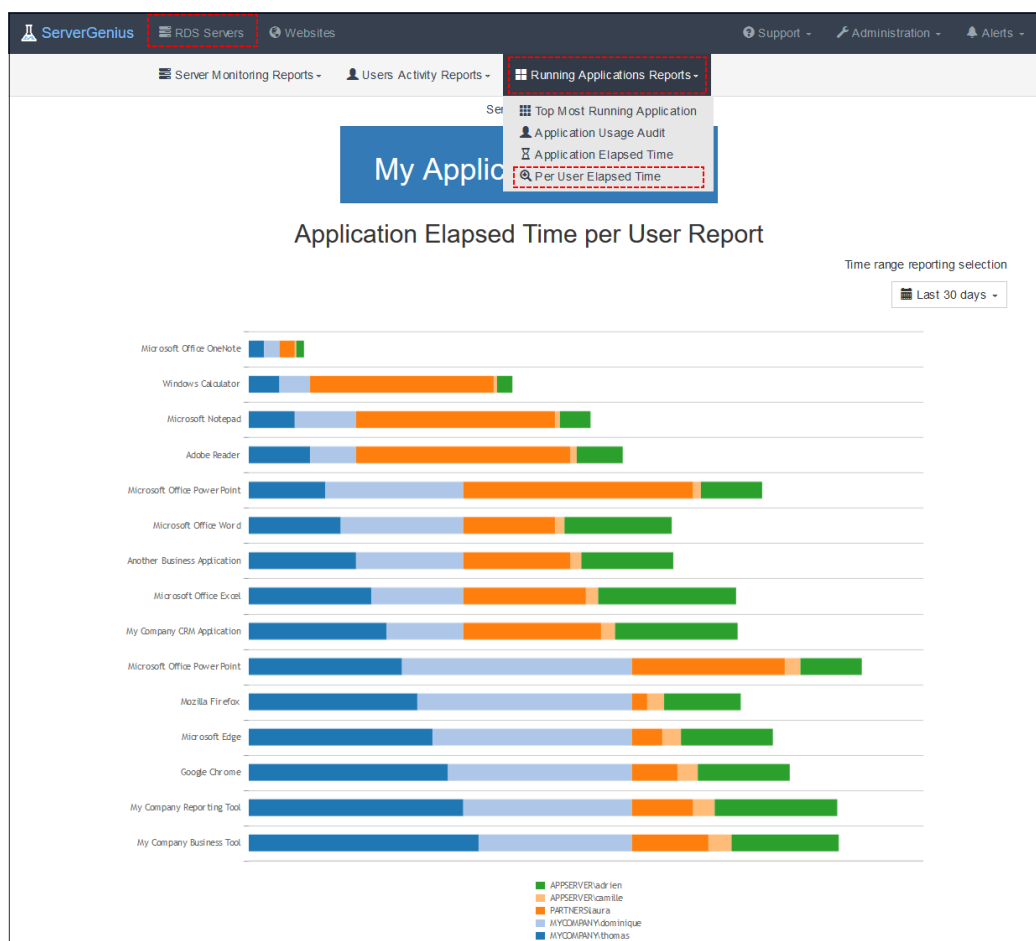 ServerGenius RDS Servers Websites Support Administration Alerts
Server Monitoring Reports Users Activity Reports Running Applications Reports
Ser
Top Most Running Application
Application Usage Audit
Application Elapsed Time
Per User Elapsed Time
My Applic
Application Elapsed Time per User Report
Time range reporting selection
Last 30 days
Microsoft Office OneNote
Windows Calculator
Microsoft Notepad
Adobe Reader
Microsoft Office PowerPoint
Microsoft Office Word
Another Business Application
Microsoft Office Excel
My Company CRM Application
Microsoft Office PowerPoint
Mozilla Firefox
Microsoft Edge
Google Chrome
My Company Reporting Tool
My Company Business Tool
APPSERVER\adrien
APPSERVER\camille
PARTNERS\laura
MYCOMPANY\dominique
MYCOMPANY\thomas